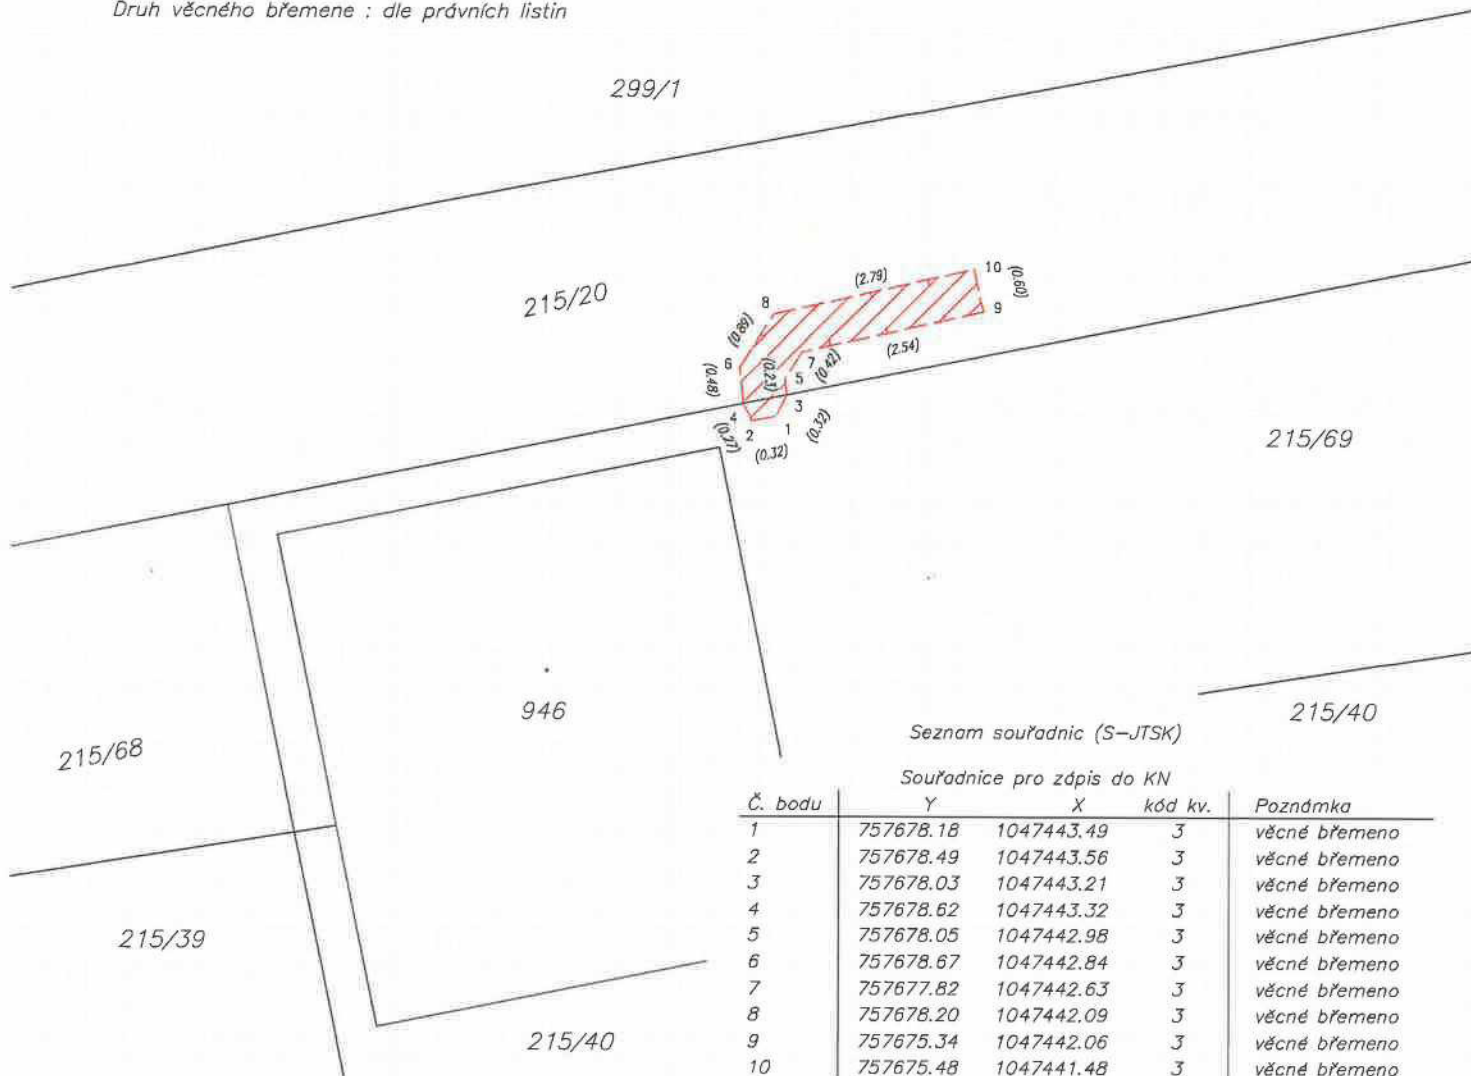 Druh věcného břemene : dle právních listin
299/1
215/20
10
(0.60)
(2.79)
8
9
(0.89)
(2.54)
6
7
(0.42)
(0.23)
5
(0.48)
3
4
1
(0.32)
2
(0.27)
(0.32)
215/69
946
215/68
215/40
Seznam souřadnic (S-JTSK)
Souřadnice pro zápis do KN
Č. bodu Y X kód kv. Poznámka
1 757678.18 1047443.49 3 věcné břemeno
2 757678.49 1047443.56 3 věcné břemeno
3 757678.03 1047443.21 3 věcné břemeno
4 757678.62 1047443.32 3 věcné břemeno
5 757678.05 1047442.98 3 věcné břemeno
6 757678.67 1047442.84 3 věcné břemeno
7 757677.82 1047442.63 3 věcné břemeno
8 757678.20 1047442.09 3 věcné břemeno
9 757675.34 1047442.06 3 věcné břemeno
10 757675.48 1047441.48 3 věcné břemeno
215/39
215/40